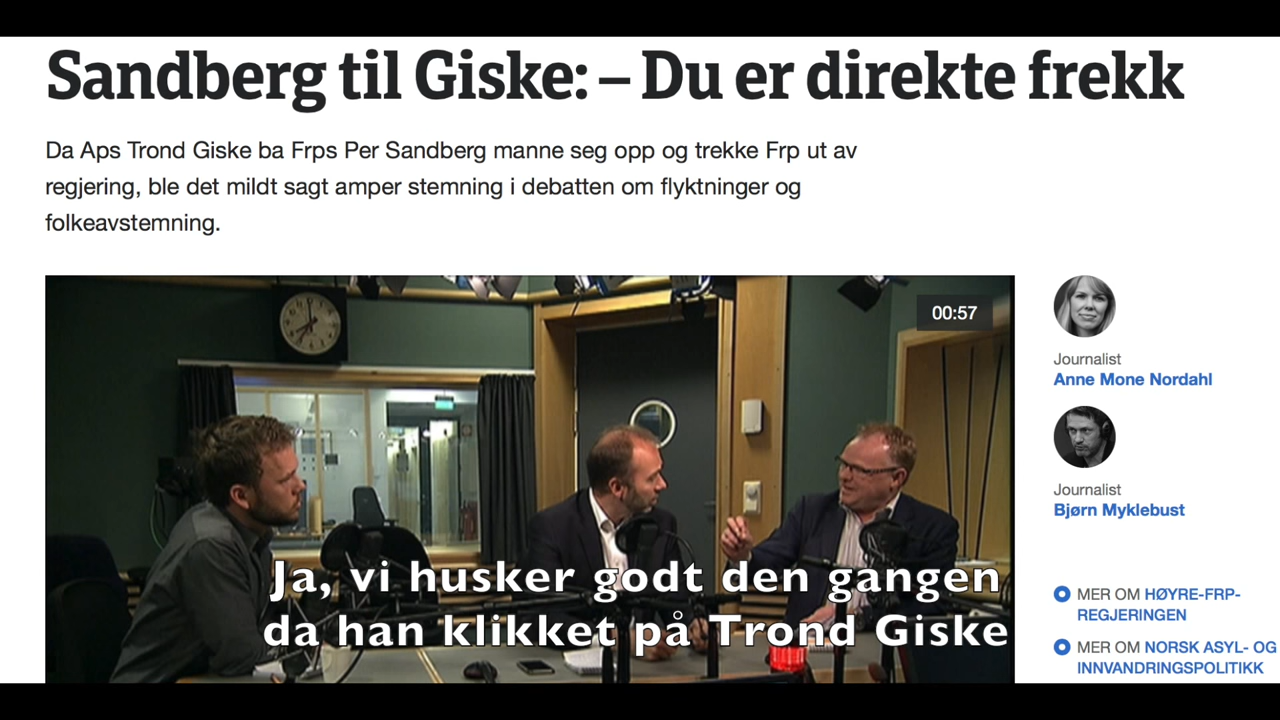 Sandberg til Giske: – Du er direkte frekk
Da Aps Trond Giske ba Frps Per Sandberg manne seg opp og trekke Frp ut av
regjering, ble det mildt sagt amper stemning i debatten om flyktninger og
folkeavstemning.
00:57
Ja, vi husker godt den gangen
da han klikket på Trond Giske
Journalist
Anne Mone Nordahl
Journalist
Bjørn Myklebust
MER OM HØYRE-FRP-
REGJERINGEN
MER OM NORSK ASYL- OG
INNVANDRINGSPOLITIKK